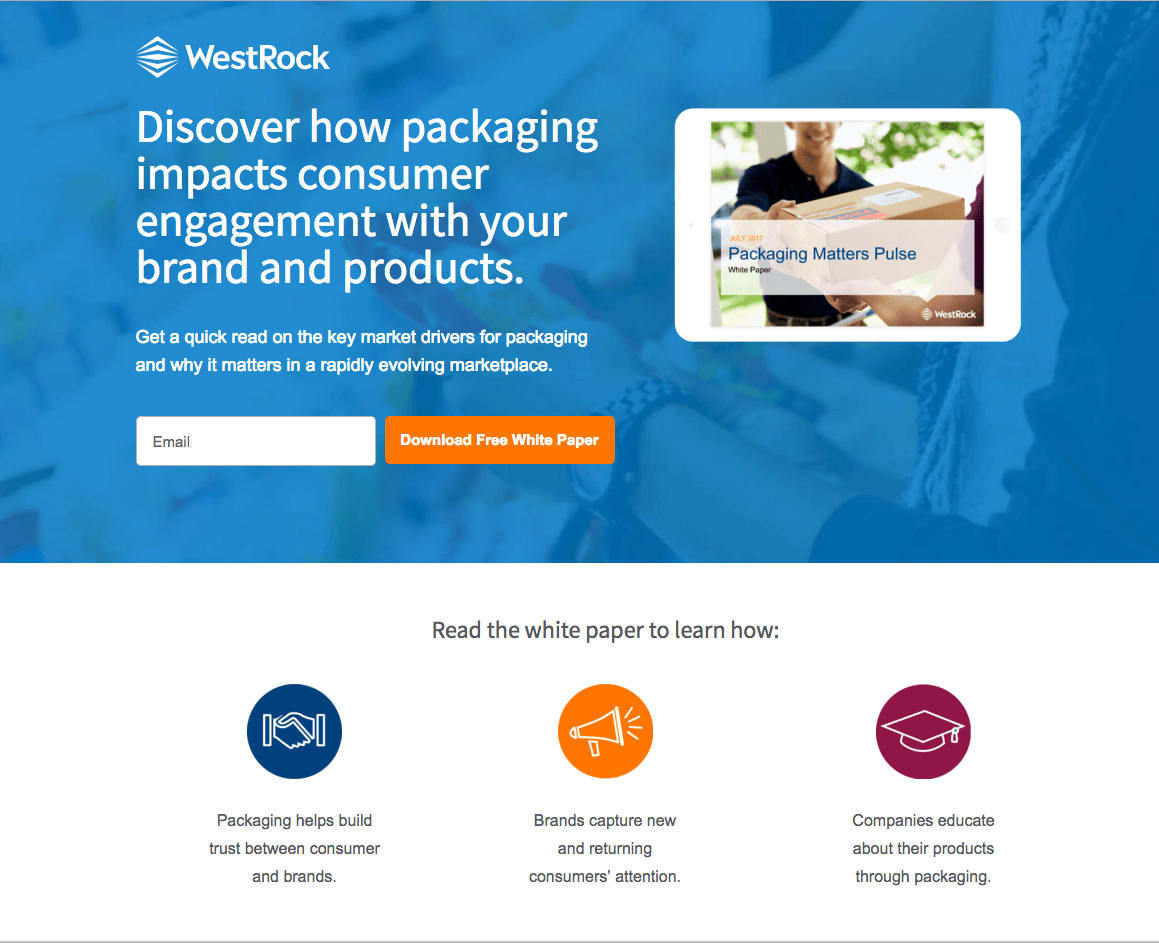 WestRock
Discover how packaging
impacts consumer
engagement with your
brand and products.
Get a quick read on the key market drivers for packaging
and why it matters in a rapidly evolving marketplace.
Email
Download Free White Paper
JULY 2017
Packaging Matters Pulse
White Paper
WestRock
Read the white paper to learn how:
Packaging helps build
trust between consumer
and brands.
Brands capture new
and returning
consumers’ attention.
Companies educate
about their products
through packaging.